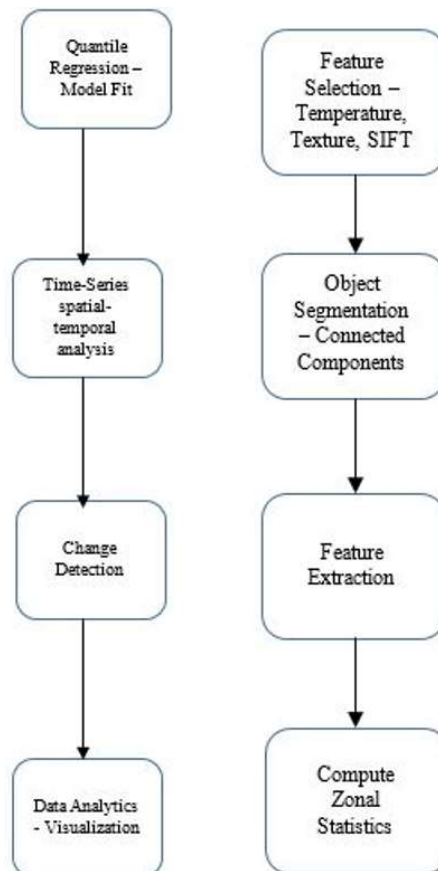 Quantile
Regression –
Model Fit
Time-Series
spatial-
temporal
analysis
Change
Detection
Data Analytics
- Visualization
Feature
Selection –
Temperature,
Texture, SIFT
Object
Segmentation
– Connected
Components
Feature
Extraction
Compute
Zonal
Statistics